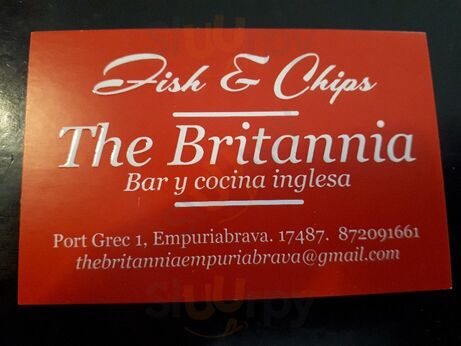 Fish & Chips
The Britannia
Bar y cocina inglesa
Port Grec 1, Empuriabrava. 17487. 872091661
thebritanniaempuriabrava@gmail.com